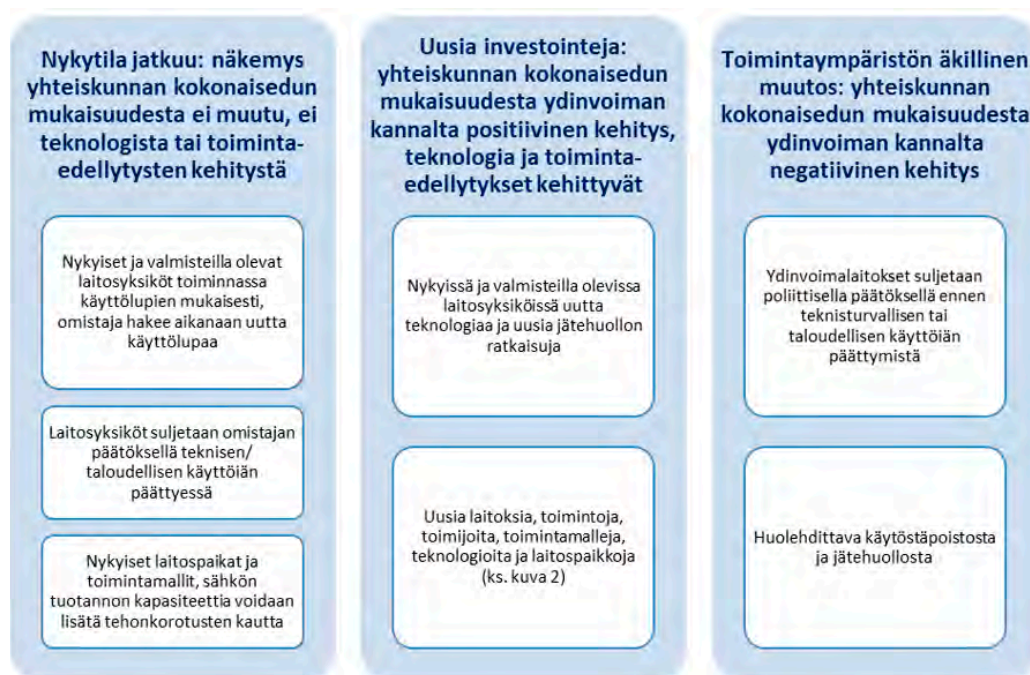 Nykytila jatkuu: näkemys
yhteiskunnan kokonaisedun
mukaisuudesta ei muutu, ei
teknologista tai toiminta-
edellytysten kehitystä
Nykyiset ja valmisteilla olevat
laitosyksiköt toiminnassa
käyttölupien mukaisesti,
omistaja hakee aikanaan uutta
käyttölupaa
Laitosyksiköt suljetaan omistajan
päätöksellä teknisen/
taloudellisen käyttöiän
päättyessä
Nykyiset laitospaikat ja
toimintamallit, sähkön
tuotannon kapasiteettia voidaan
lisätä tehonkorotusten kautta
Uusia investointeja:
yhteiskunnan kokonaisedun
mukaisuudesta ydinvoiman
kannalta positiivinen kehitys,
teknologia ja toiminta-
edellytykset kehittyvät
Nykyissä ja valmisteilla olevissa
laitosyksiköissä uutta
teknologiaa ja uusia jätehuollon
ratkaisuja
Uusia laitoksia, toimintoja,
toimijoita, toimintamalleja,
teknologioita ja laitospaikkoja
(ks. kuva 2)
Toimintaympäristön äkillinen
muutos: yhteiskunnan
kokonaisedun mukaisuudesta
ydinvoiman kannalta
negatiivinen kehitys
Ydinvoimalaitokset suljetaan
poliittisella päätöksellä ennen
teknisturvallisen tai
taloudellisen käyttöiän
päättymistä
Huolehdittava käytöstäpoistosta
ja jätehuollosta